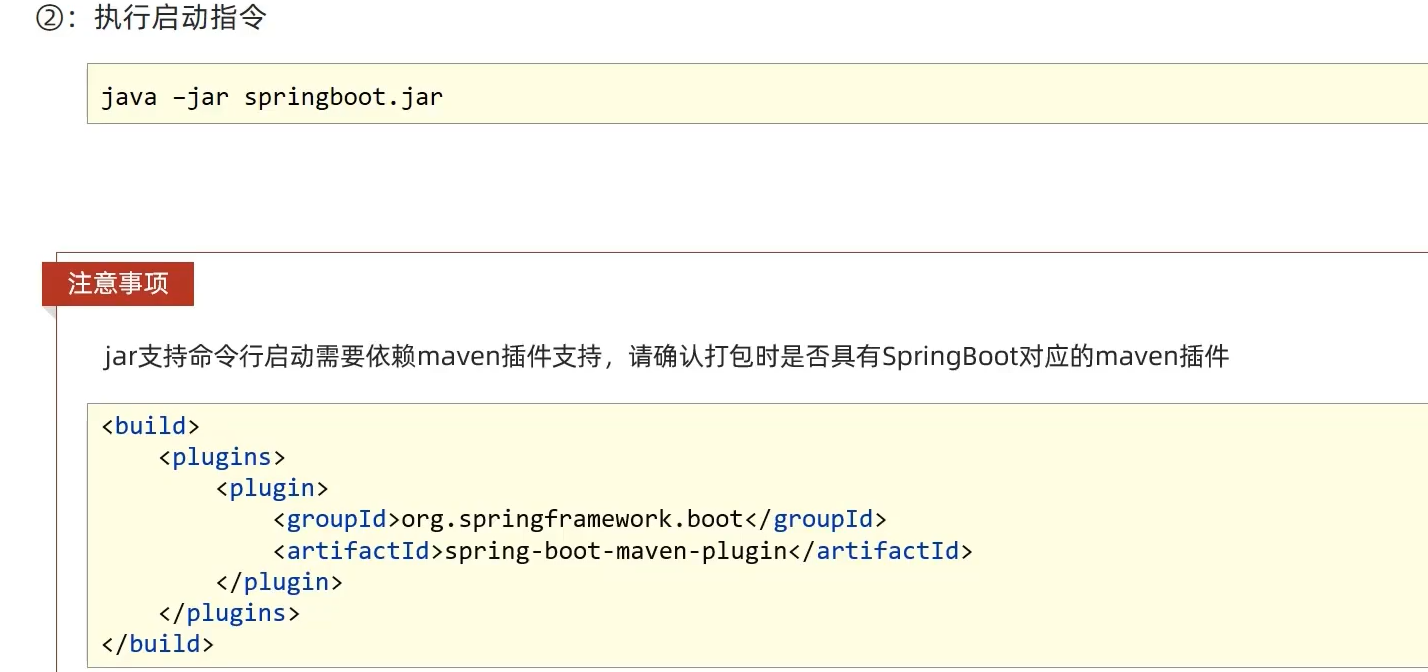 ②：执行启动指令
java –jar springboot.jar
注意事项
jar支持命令行启动需要依赖maven插件支持，请确认打包时是否具有SpringBoot对应的maven插件
<build>
    <plugins>
        <plugin>
            <groupId>org.springframework.boot</groupId>
            <artifactId>spring-boot-maven-plugin</artifactId>
        </plugin>
    </plugins>
</build>